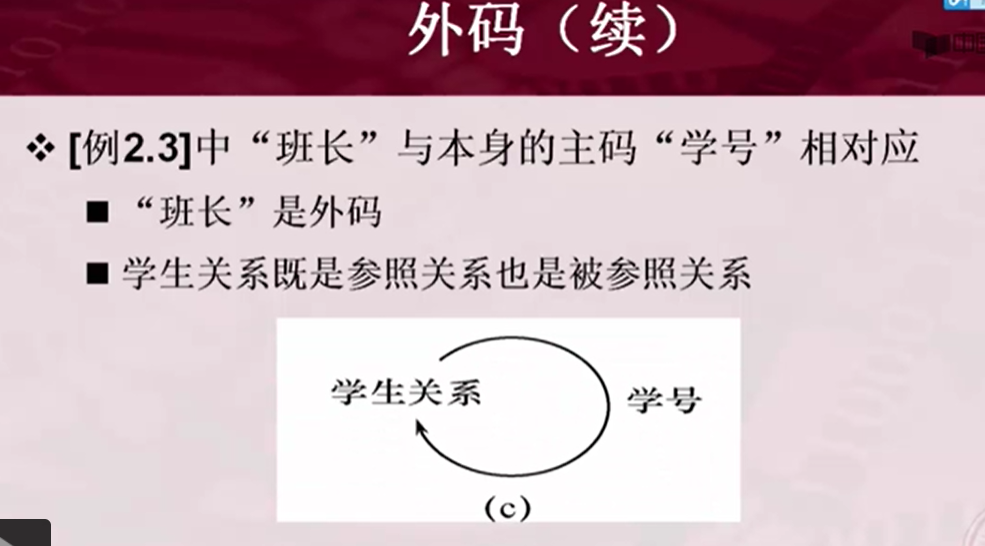 外码（续）
❖ [例2.3]中“班长”与本身的主码“学号”相对应
■ “班长”是外码
■ 学生关系既是参照关系也是被参照关系
学生关系 学号
(c)